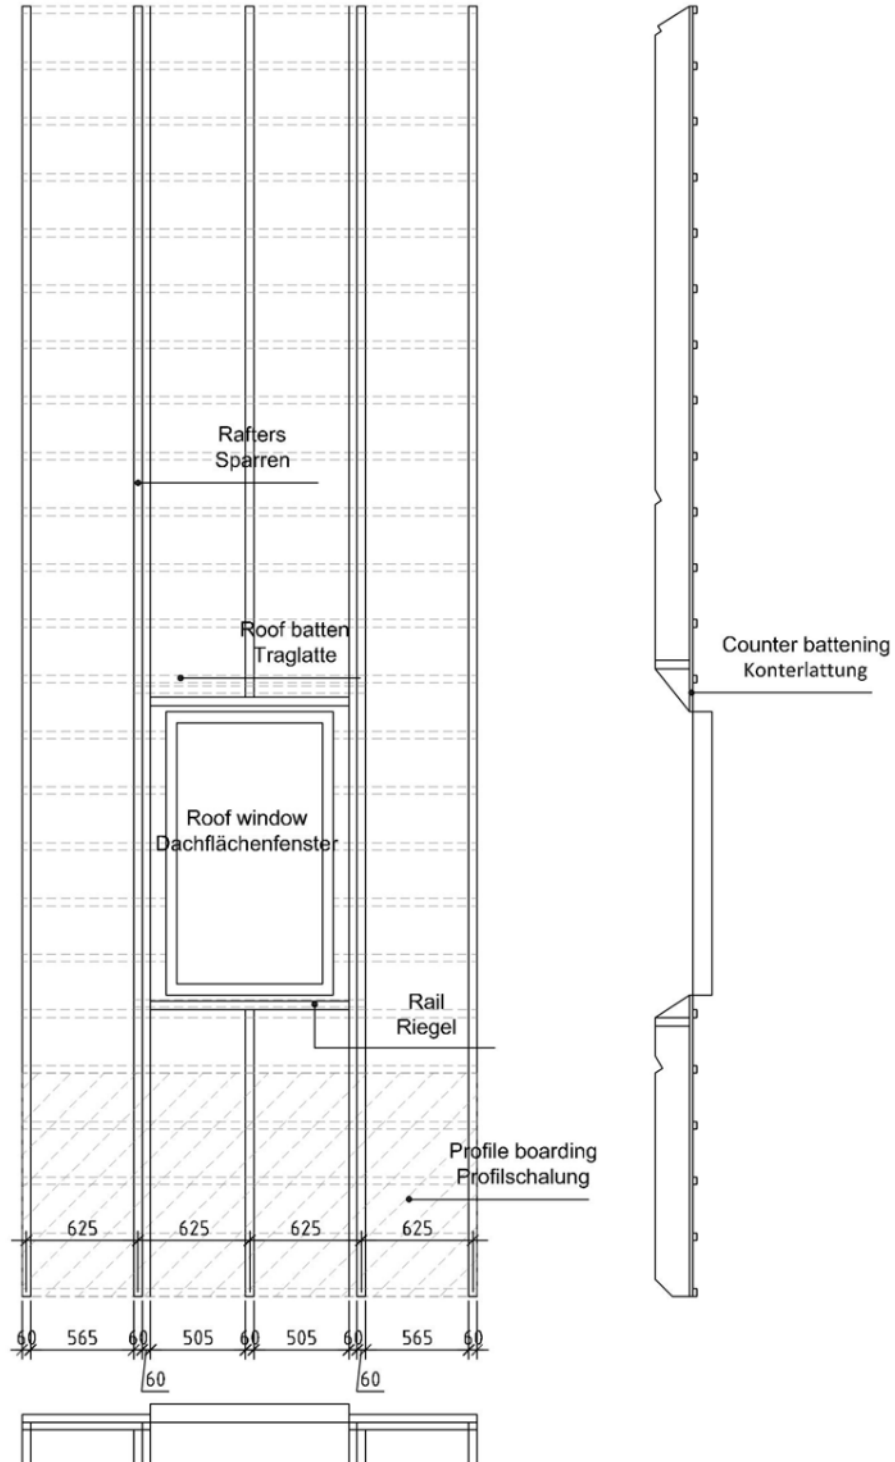 Rafters
Sparren
Roof batten
Traglatte
Counter battening
Konterlattung
Roof window
Dachflächenfenster
Rail
Riegel
Profile boarding
Profilschalung
625 625 625 625
60 565 60 505 60 505 60 565 60
60 60